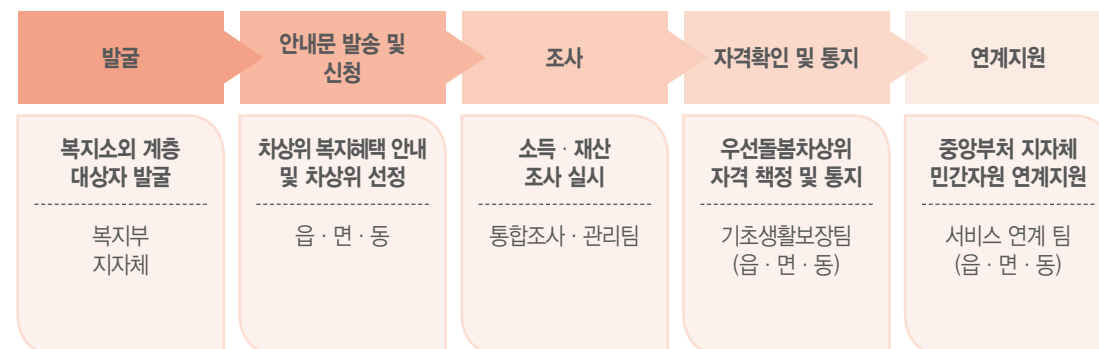 발굴
안내문 발송 및
신청
조사
자격확인 및 통지
연계지원
복지소외 계층
대상자 발굴
복지부
지자체
차상위 복지혜택 안내
및 차상위 선정
읍 · 면 · 동
소득 · 재산
조사 실시
통합조사 · 관리팀
우선돌봄차상위
자격 책정 및 통지
기초생활보장팀
(읍 · 면 · 동)
중앙부처 지자체
민간자원 연계지원
서비스 연계 팀
(읍 · 면 · 동)